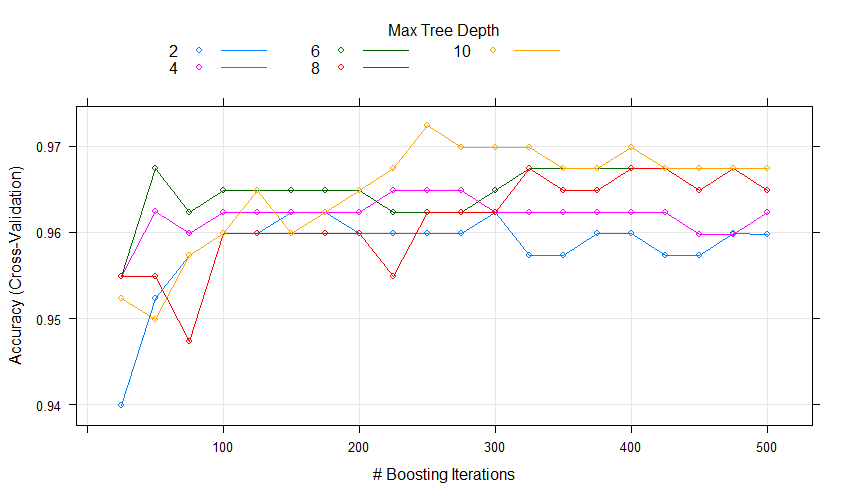 Max Tree Depth
2 6 10
4 8
0.97
0.96
0.95
0.94
Accuracy (Cross-Validation)
100 200 300 400 500
# Boosting Iterations